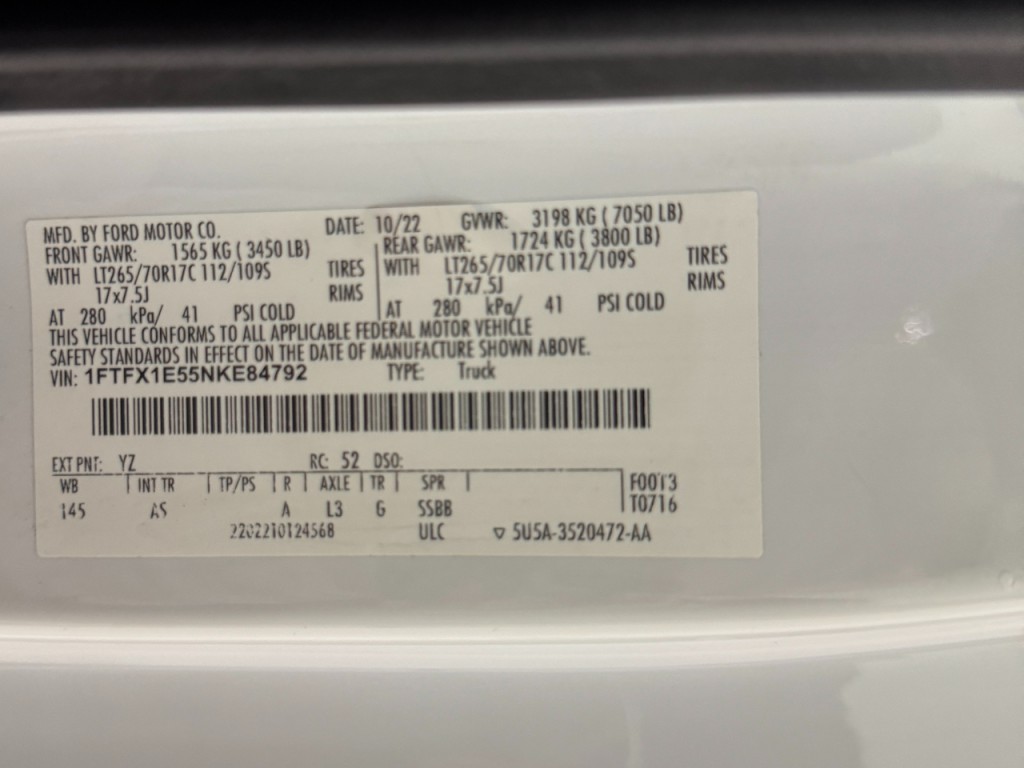 MFD. BY FORD MOTOR CO. DATE: 10/22 GVWR: 3198 KG ( 7050 LB)
FRONT GAWR: 1565 KG ( 3450 LB) REAR GAWR: 1724 KG ( 3800 LB)
WITH LT265/70R17C 112/109S TIRES WITH LT265/70R17C 112/109S TIRES
17x7.5J RIMS 17x7.5J RIMS
AT 280 kPa/ 41 PSI COLD AT 280 kPa/ 41 PSI COLD
THIS VEHICLE CONFORMS TO ALL APPLICABLE FEDERAL MOTOR VEHICLE
SAFETY STANDARDS IN EFFECT ON THE DATE OF MANUFACTURE SHOWN ABOVE.
VIN: 1FTFX1E55NKE84792 TYPE: Truck
EXT PNT: YZ RC: 52 DSO:
WB INT TR TP/PS R AXLE TR SPR F0013
145 AS A L3 G SSBB T0716
2202210124568 ULC ▽ 5U5A-3520472-AA